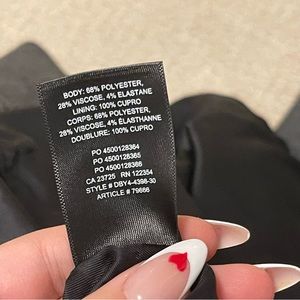 BODY: 68% POLYESTER,
28% VISCOSE, 4% ELASTANE
LINING: 100% CUPRO
CORPS: 68% POLYESTER,
28% VISCOSE, 4% ÉLASTHANNE
DOUBLURE: 100% CUPRO
PO 4500128364
PO 4500128365
PO 4500128366
CA 23725 RN 122354
STYLE # DBY4-4398-30
ARTICLE # 79666